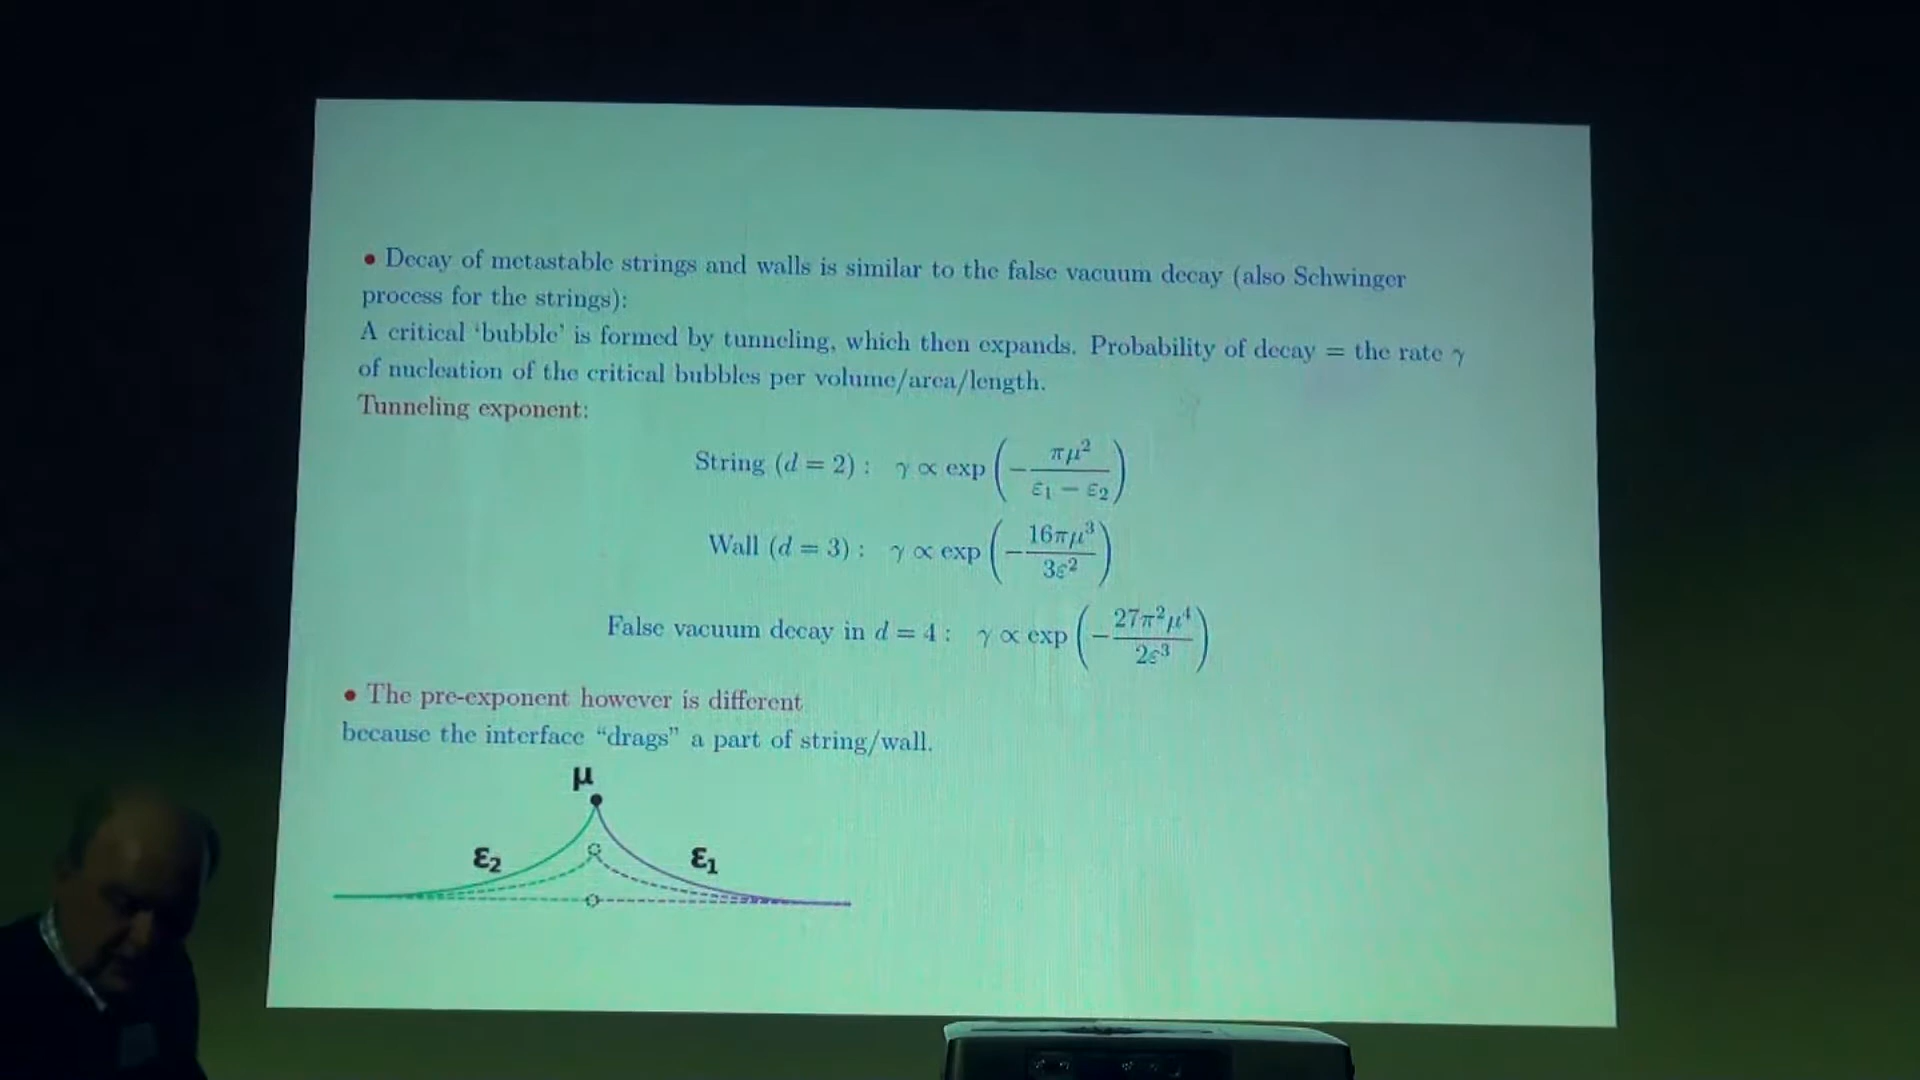 • Decay of metastable strings and walls is similar to the false vacuum decay (also Schwinger
process for the strings):
A critical ‘bubble’ is formed by tunneling, which then expands. Probability of decay = the rate γ
of nucleation of the critical bubbles per volume/area/length.
Tunneling exponent:
String (d = 2) : γ ∝ exp (− πμ² / (ε₁ − ε₂))
Wall (d = 3) : γ ∝ exp (− 16πμ³ / 3ε²)
False vacuum decay in d = 4 : γ ∝ exp (− 27π²μ⁴ / 2ε³)
• The pre-exponent however is different
because the interface “drags” a part of string/wall.
μ
ε₂ ε₁